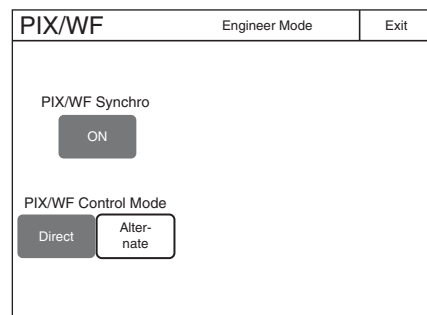 PIX/WF Engineer Mode Exit
PIX/WF Synchro
ON
PIX/WF Control Mode
Direct
Alter-
nate